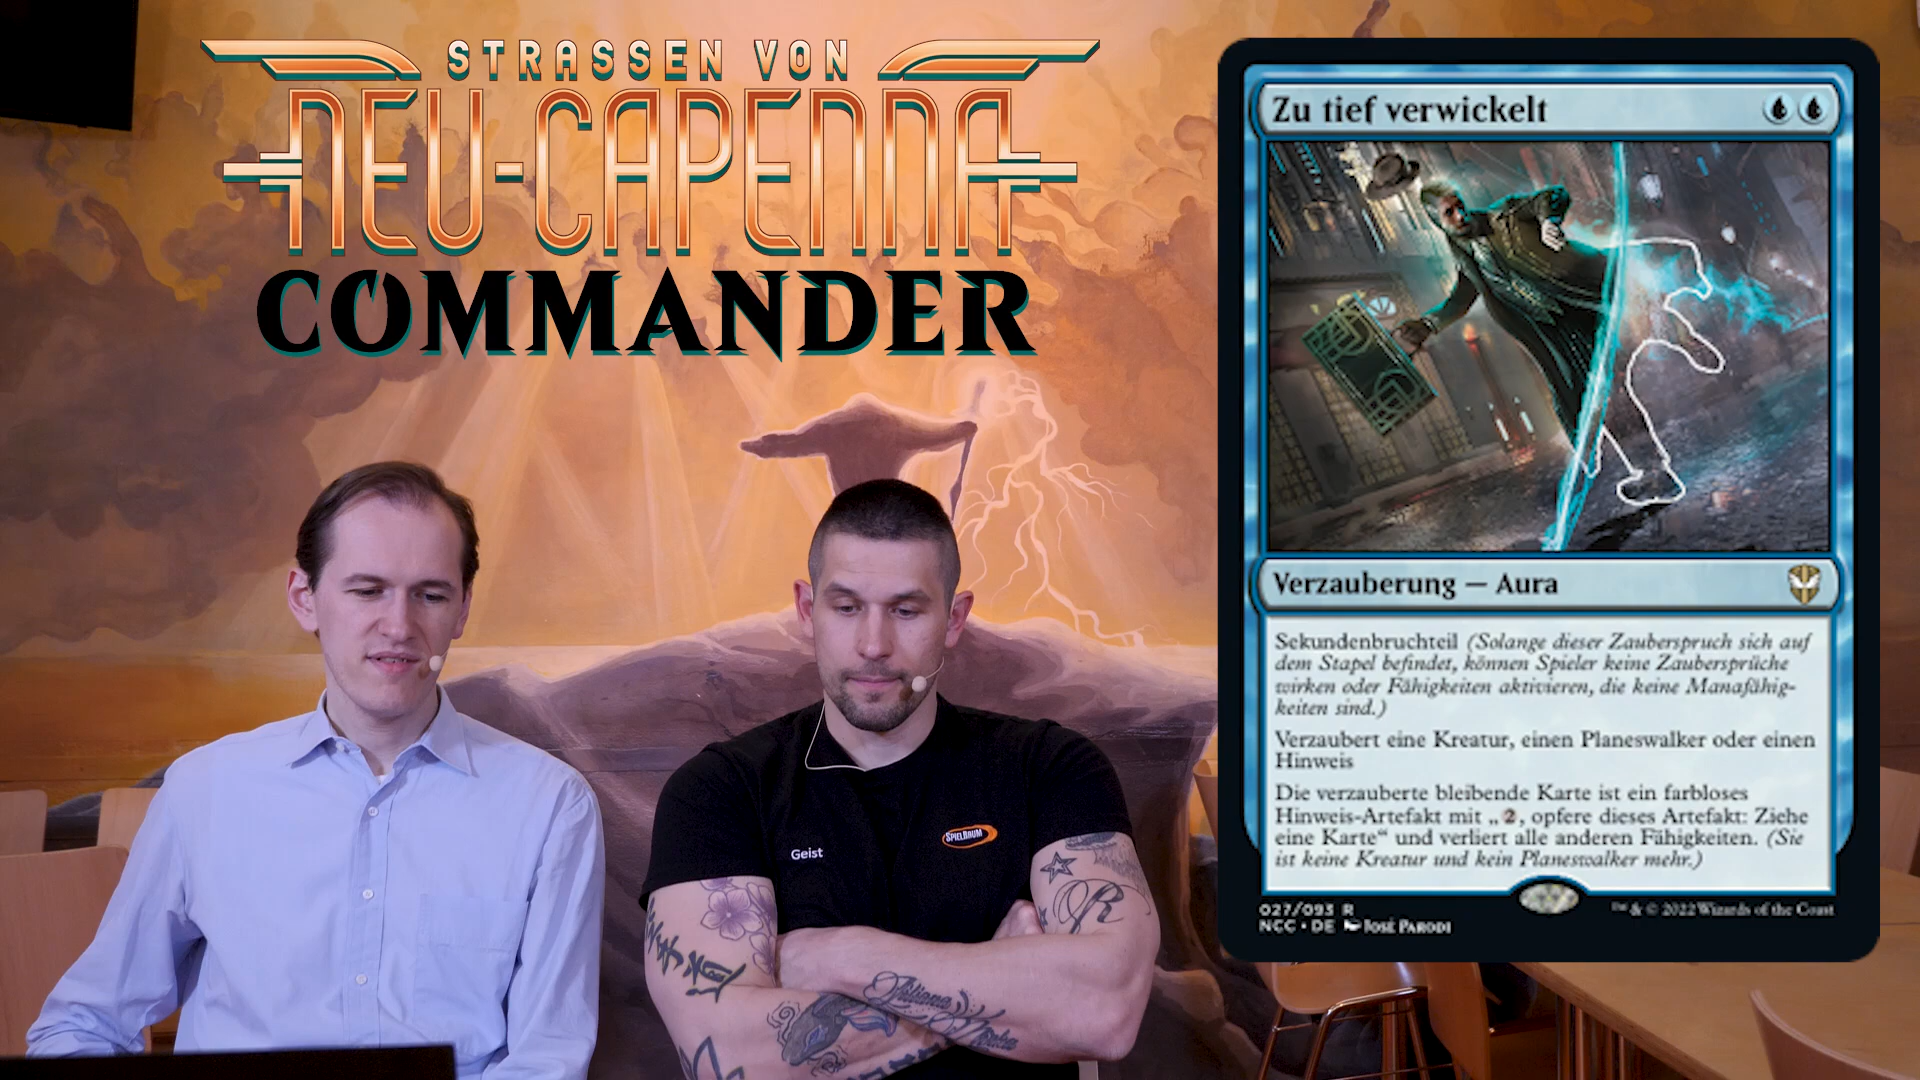 STRASSEN VON
NEU-CAPENNA
COMMANDER
Zu tief verwickelt
Verzauberung — Aura
Sekundenbruchteil (Solange dieser Zauberspruch sich auf
dem Stapel befindet, können Spieler keine Zaubersprüche
wirken oder Fähigkeiten aktivieren, die keine Manafähig-
keiten sind.)
Verzaubert eine Kreatur, einen Planeswalker oder einen
Hinweis
Die verzauberte bleibende Karte ist ein farbloses
Hinweis-Artefakt mit „2, opfere dieses Artefakt: Ziehe
eine Karte“ und verliert alle anderen Fähigkeiten. (Sie
ist keine Kreatur und kein Planeswalker mehr.)
027/093 R
NCC • DE José Parodi
™ & © 2022 Wizards of the Coast
Geist
SPIELRAUM
R